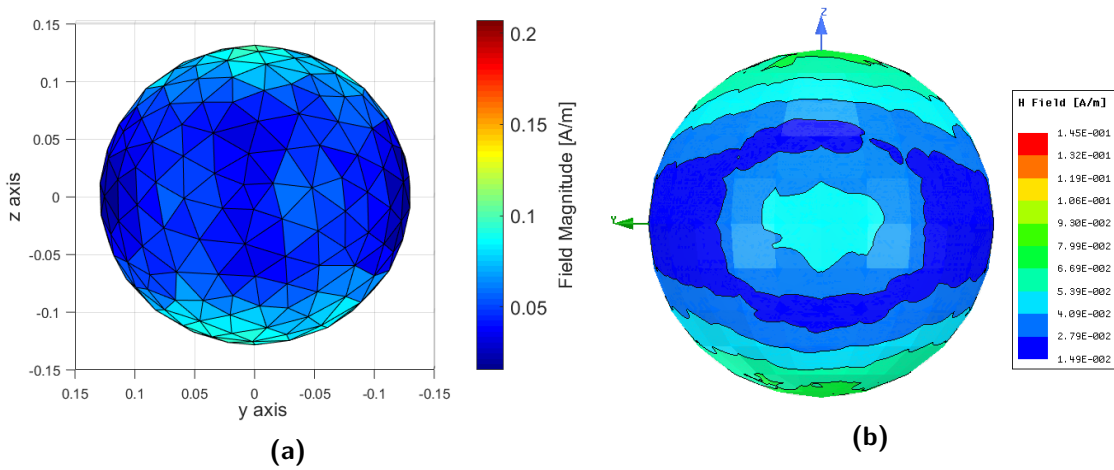 0.15
0.1
0.05
0
-0.05
-0.1
-0.15
z axis
0.15 0.1 0.05 0 -0.05 -0.1 -0.15
y axis
0.2
0.15
0.1
0.05
Field Magnitude [A/m]
(a)
Z
Y
H Field [A/m]
1.45E-001
1.32E-001
1.19E-001
1.06E-001
9.30E-002
7.99E-002
6.69E-002
5.39E-002
4.09E-002
2.79E-002
1.49E-002
(b)